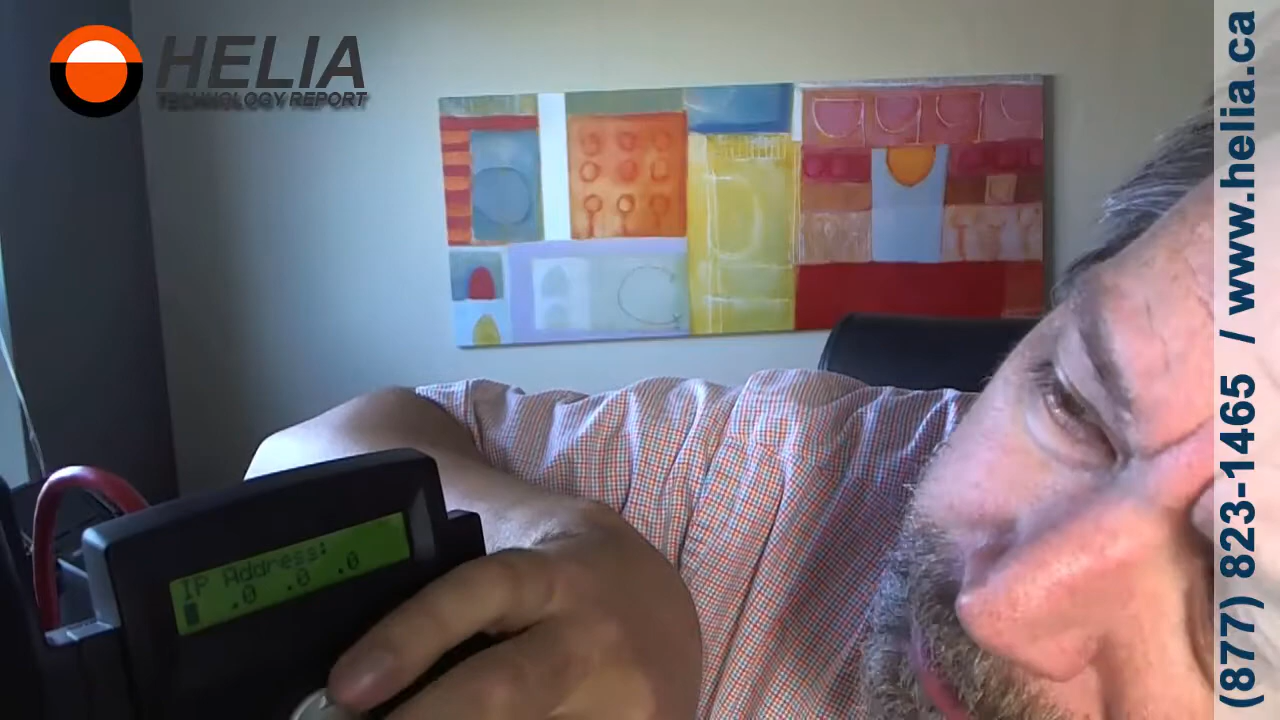 HELIA
TECHNOLOGY REPORT
IP Address:
.0 .0 .0
(877) 823-1465 / www.helia.ca